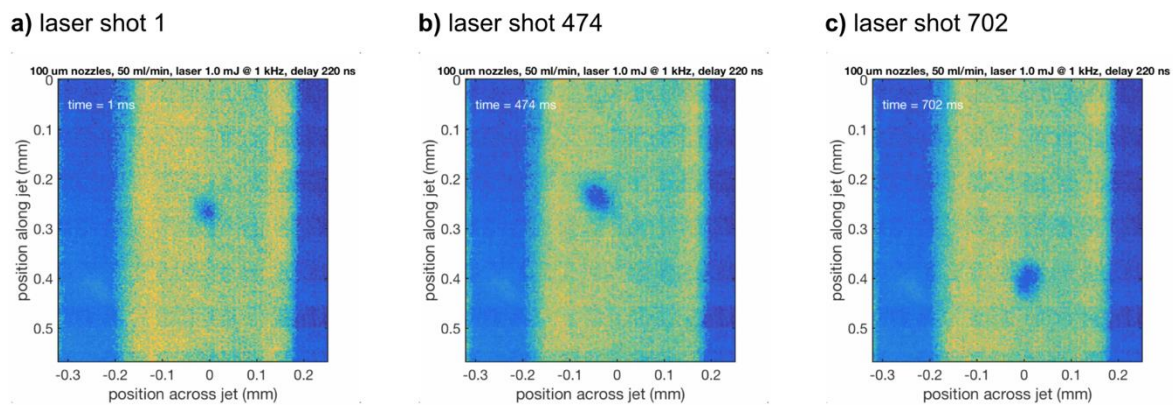 a) laser shot 1
100 um nozzles, 50 ml/min, laser 1.0 mJ @ 1 kHz, delay 220 ns
time = 1 ms
0
0.1
0.2
0.3
0.4
0.5
position along jet (mm)
-0.3 -0.2 -0.1 0 0.1 0.2
position across jet (mm)
b) laser shot 474
100 um nozzles, 50 ml/min, laser 1.0 mJ @ 1 kHz, delay 220 ns
time = 474 ms
0
0.1
0.2
0.3
0.4
0.5
position along jet (mm)
-0.3 -0.2 -0.1 0 0.1 0.2
position across jet (mm)
c) laser shot 702
100 um nozzles, 50 ml/min, laser 1.0 mJ @ 1 kHz, delay 220 ns
time = 702 ms
0
0.1
0.2
0.3
0.4
0.5
position along jet (mm)
-0.3 -0.2 -0.1 0 0.1 0.2
position across jet (mm)